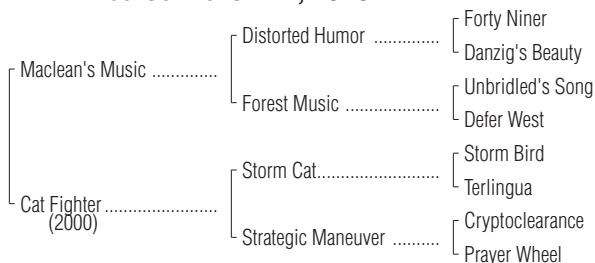 Forty Niner
Distorted Humor ..............
Danzig's Beauty
Maclean's Music ..............
Unbridled's Song
Forest Music ....................
Defer West
Storm Bird
Storm Cat..........................
Terlingua
Cat Fighter ........................
(2000)
Cryptoclearance
Strategic Maneuver ..........
Prayer Wheel